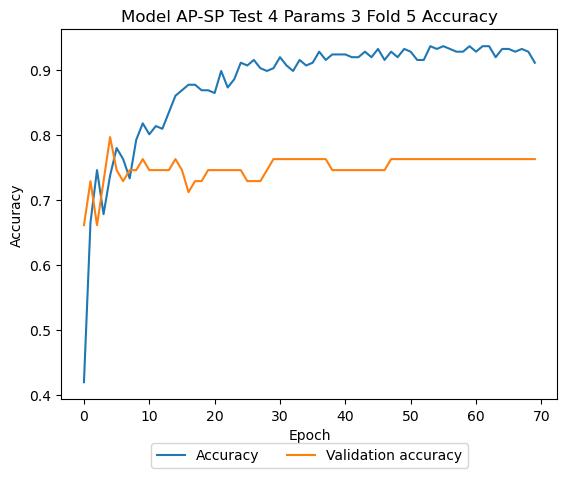 Model AP-SP Test 4 Params 3 Fold 5 Accuracy
0.9
0.8
0.7
0.6
0.5
0.4
Accuracy
0 10 20 30 40 50 60 70
Epoch
Accuracy Validation accuracy